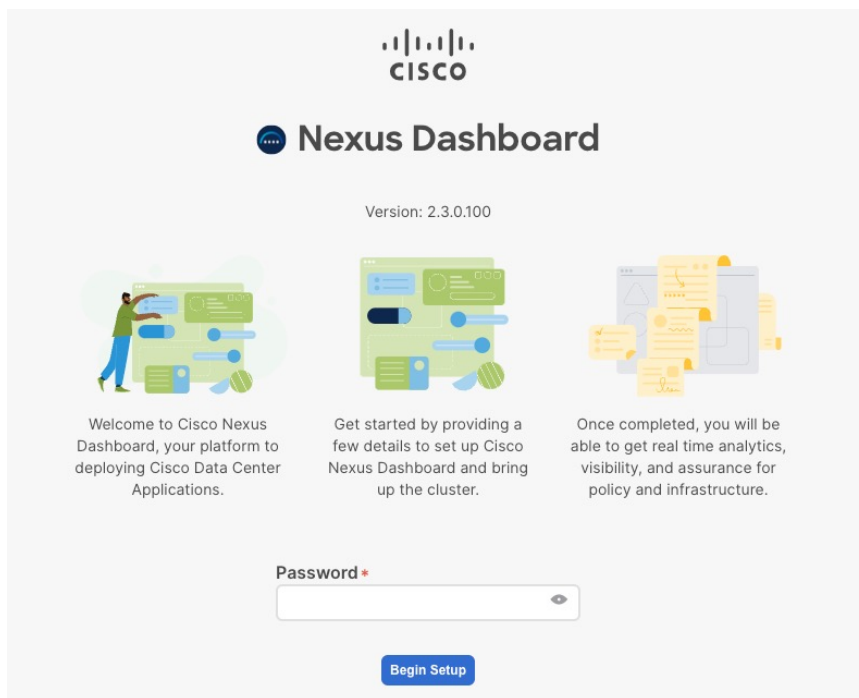 CISCO
Nexus Dashboard
Version: 2.3.0.100
Welcome to Cisco Nexus
Dashboard, your platform to
deploying Cisco Data Center
Applications.
Get started by providing a
few details to set up Cisco
Nexus Dashboard and bring
up the cluster.
Once completed, you will be
able to get real time analytics,
visibility, and assurance for
policy and infrastructure.
Password *
Begin Setup